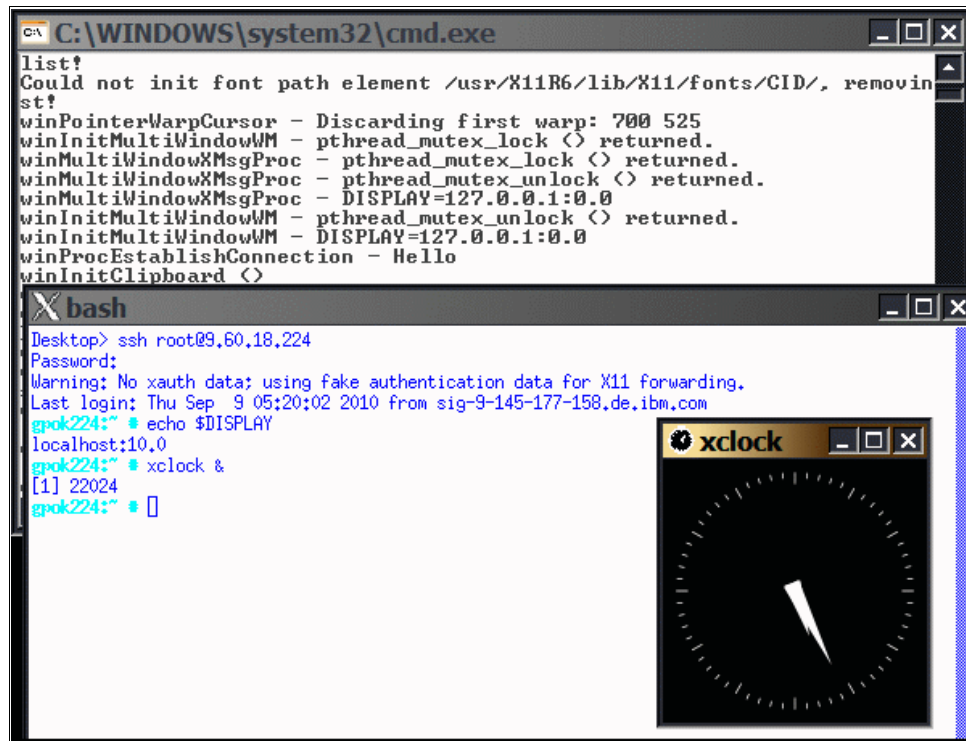 C:\WINDOWS\system32\cmd.exe
list!
Could not init font path element /usr/X11R6/lib/X11/fonts/CID/, removin
st!
winPointerWarpCursor - Discarding first warp: 700 525
winInitMultiWindowWM - pthread_mutex_lock () returned.
winMultiWindowXMsgProc - pthread_mutex_lock () returned.
winMultiWindowXMsgProc - pthread_mutex_unlock () returned.
winMultiWindowXMsgProc - DISPLAY=127.0.0.1:0.0
winInitMultiWindowWM - pthread_mutex_unlock () returned.
winInitMultiWindowWM - DISPLAY=127.0.0.1:0.0
winProcEstablishConnection - Hello
winInitClipboard ()
bash
Desktop> ssh root@9.60.18.224
Password:
Warning: No xauth data; using fake authentication data for X11 forwarding.
Last login: Thu Sep  9 05:20:02 2010 from sig-9-145-177-158.de.ibm.com
gpok224:~ # echo $DISPLAY
localhost:10.0
gpok224:~ # xclock &
[1] 22024
gpok224:~ #
xclock